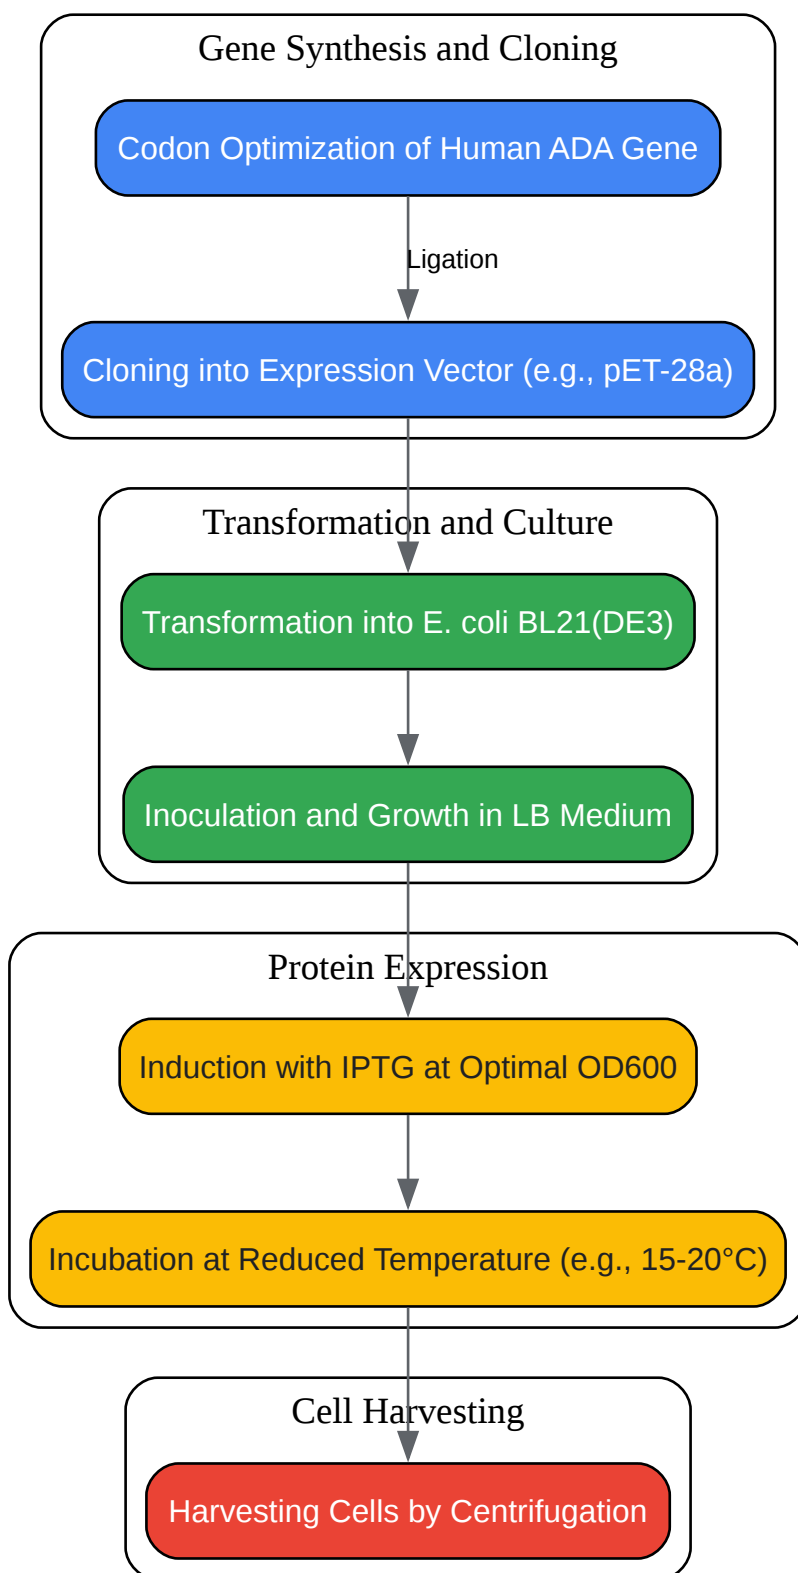 Gene Synthesis and Cloning
Codon Optimization of Human ADA Gene
Ligation
Cloning into Expression Vector (e.g., pET-28a)
Transformation and Culture
Transformation into E. coli BL21(DE3)
Inoculation and Growth in LB Medium
Protein Expression
Induction with IPTG at Optimal OD600
Incubation at Reduced Temperature (e.g., 15-20°C)
Cell Harvesting
Harvesting Cells by Centrifugation